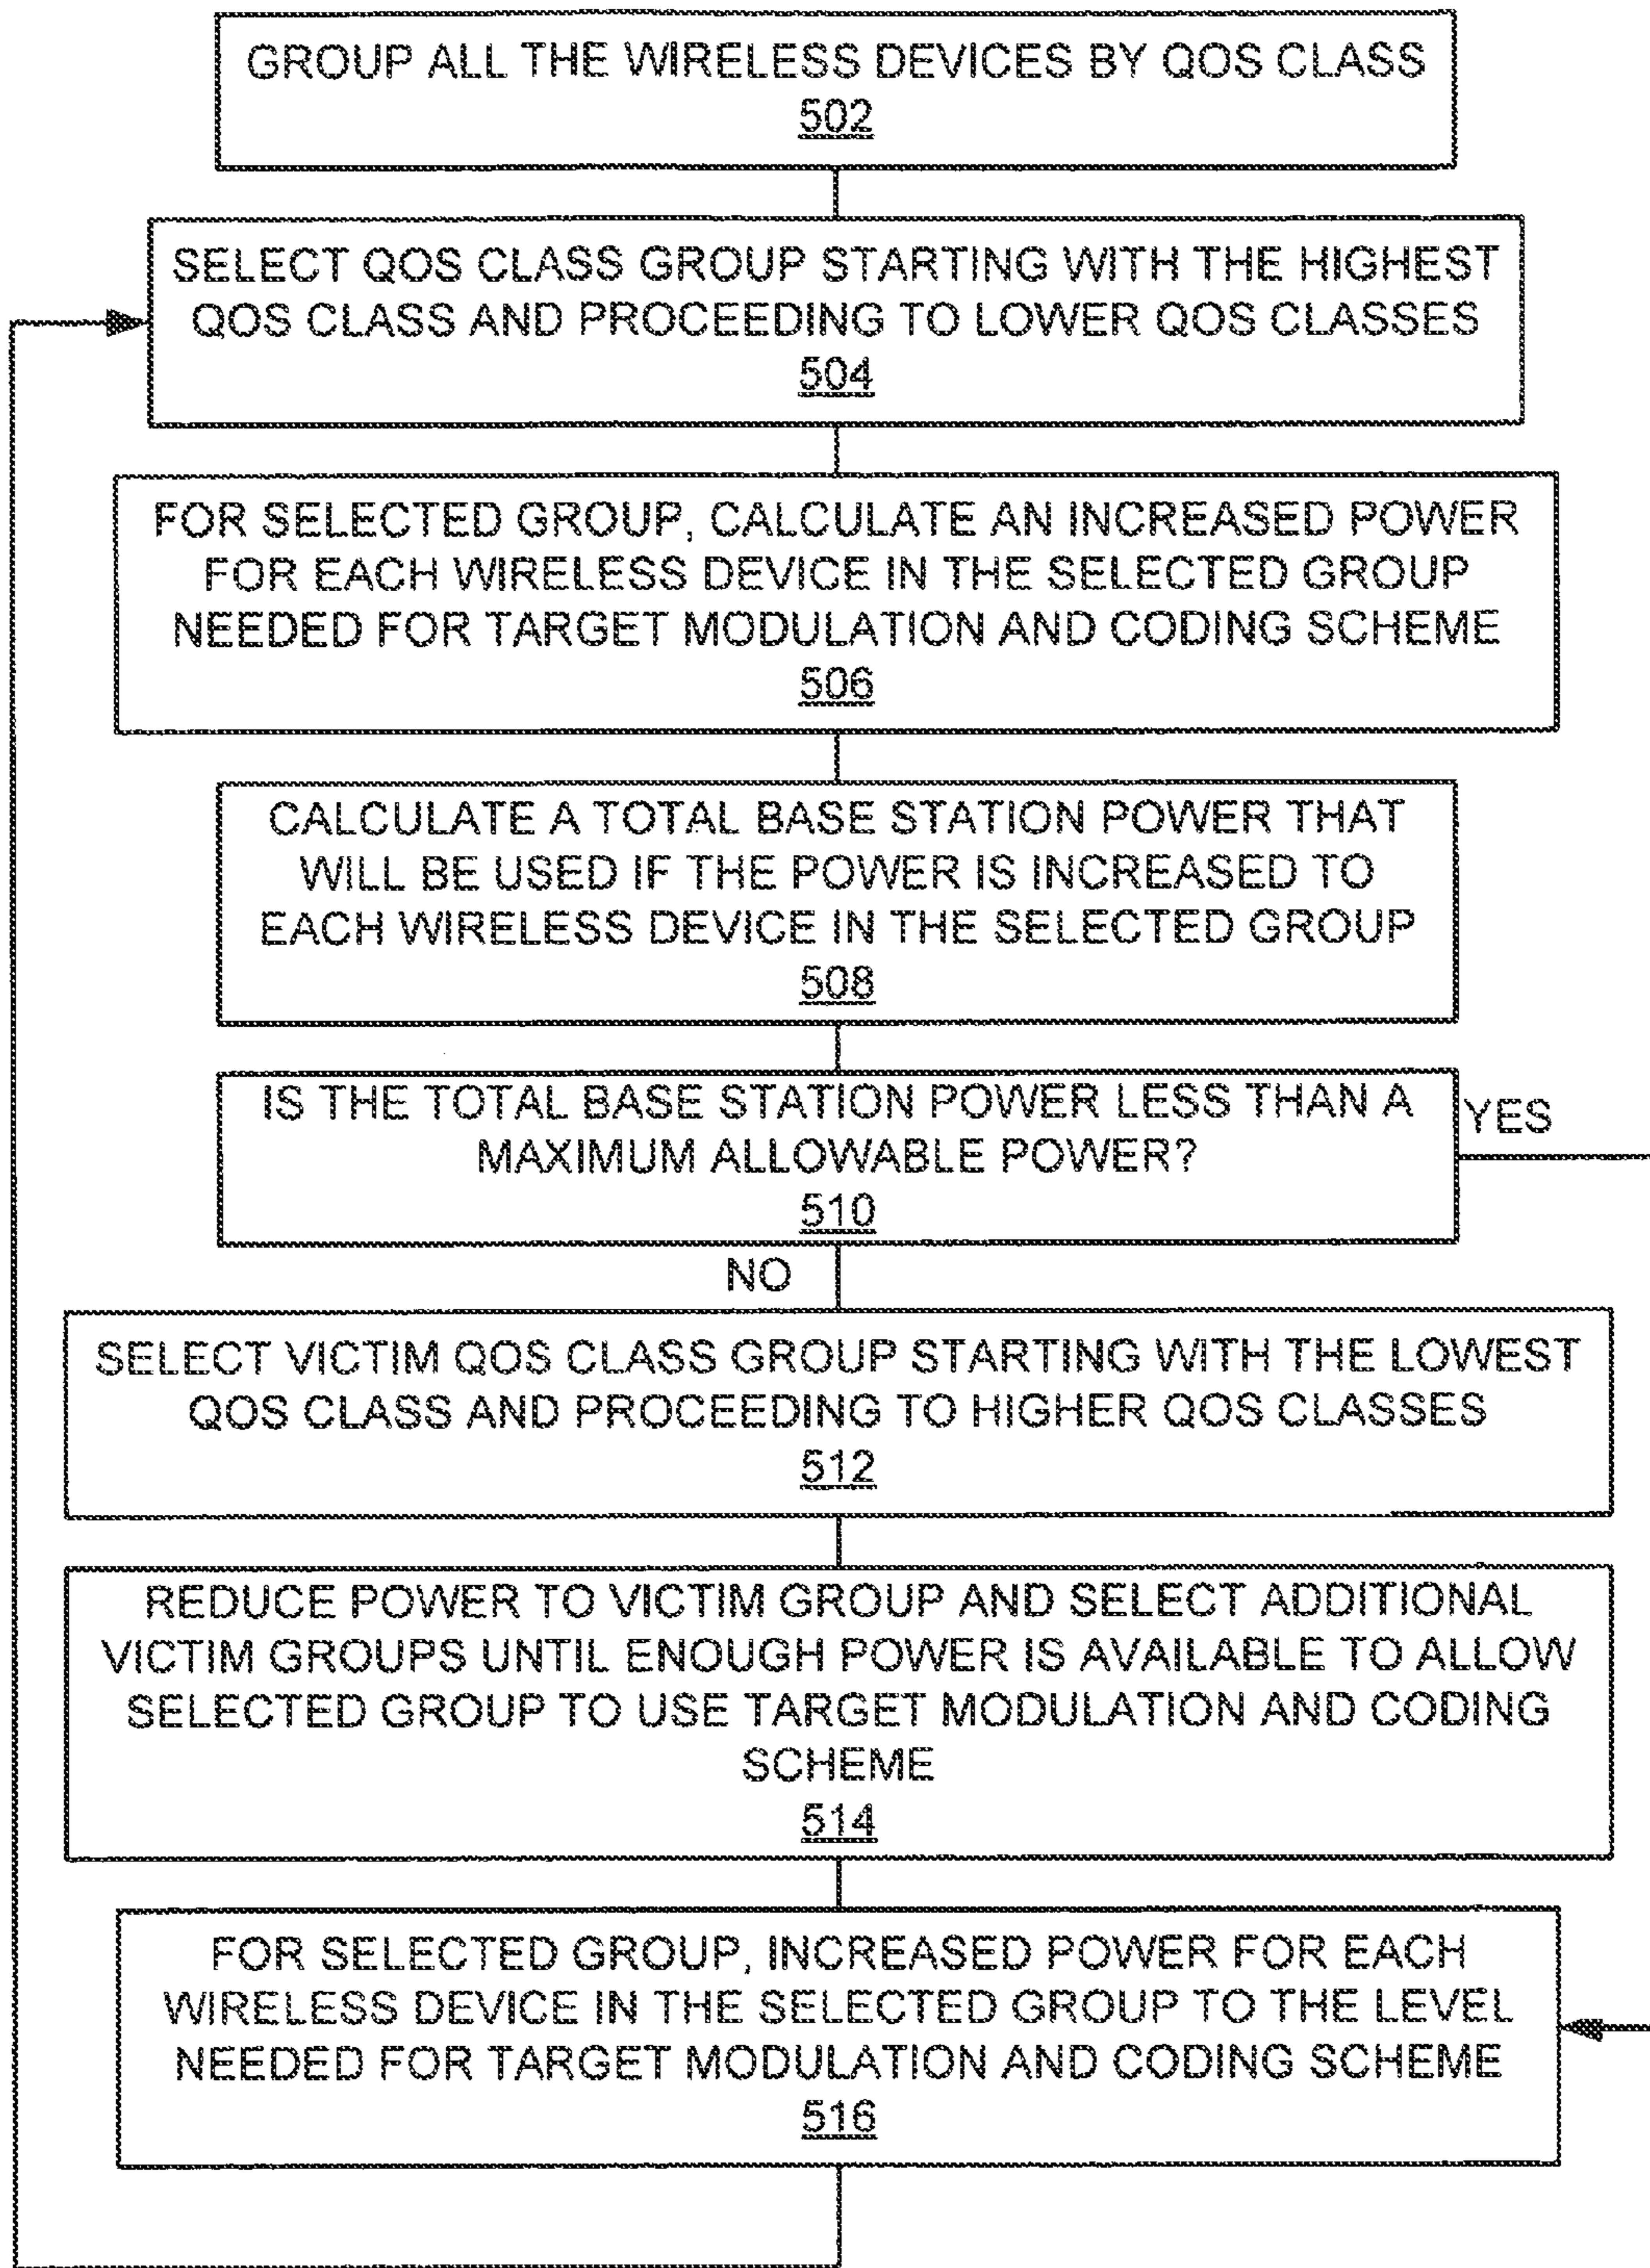 GROUP ALL THE WIRELESS DEVICES BY QOS CLASS
502
SELECT QOS CLASS GROUP STARTING WITH THE HIGHEST
QOS CLASS AND PROCEEDING TO LOWER QOS CLASSES
504
FOR SELECTED GROUP, CALCULATE AN INCREASED POWER
FOR EACH WIRELESS DEVICE IN THE SELECTED GROUP
NEEDED FOR TARGET MODULATION AND CODING SCHEME
506
CALCULATE A TOTAL BASE STATION POWER THAT
WILL BE USED IF THE POWER IS INCREASED TO
EACH WIRELESS DEVICE IN THE SELECTED GROUP
508
IS THE TOTAL BASE STATION POWER LESS THAN A
MAXIMUM ALLOWABLE POWER?
510
YES
NO
SELECT VICTIM QOS CLASS GROUP STARTING WITH THE LOWEST
QOS CLASS AND PROCEEDING TO HIGHER QOS CLASSES
512
REDUCE POWER TO VICTIM GROUP AND SELECT ADDITIONAL
VICTIM GROUPS UNTIL ENOUGH POWER IS AVAILABLE TO ALLOW
SELECTED GROUP TO USE TARGET MODULATION AND CODING
SCHEME
514
FOR SELECTED GROUP, INCREASED POWER FOR EACH
WIRELESS DEVICE IN THE SELECTED GROUP TO THE LEVEL
NEEDED FOR TARGET MODULATION AND CODING SCHEME
516